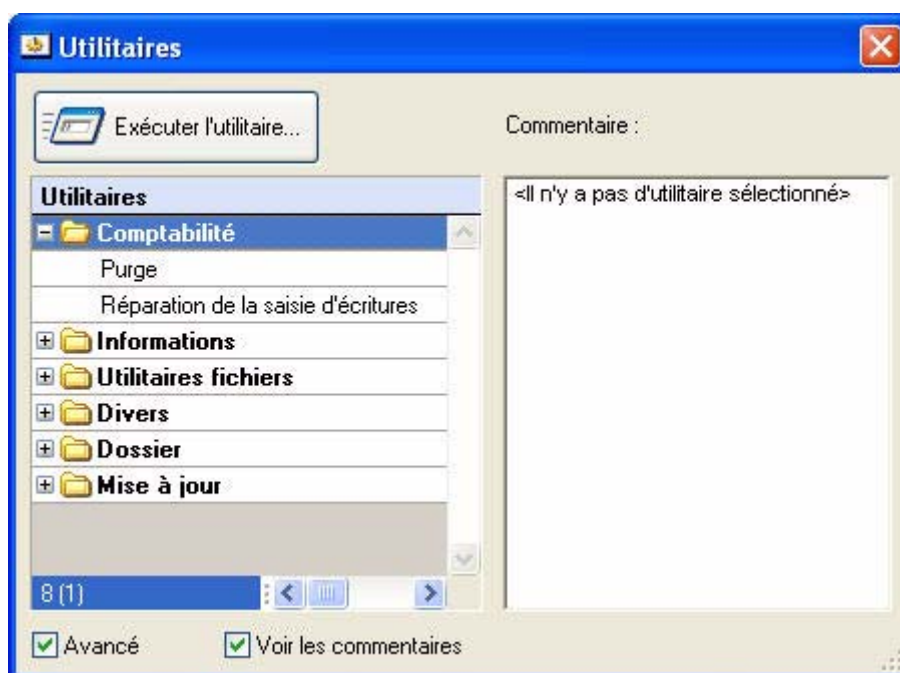 Utilitaires
Exécuter l'utilitaire...
Commentaire :
Utilitaires
Comptabilité
Purge
Réparation de la saisie d'écritures
Informations
Utilitaires fichiers
Divers
Dossier
Mise à jour
8 (1)
<Il n'y a pas d'utilitaire sélectionné>
Avancé
Voir les commentaires